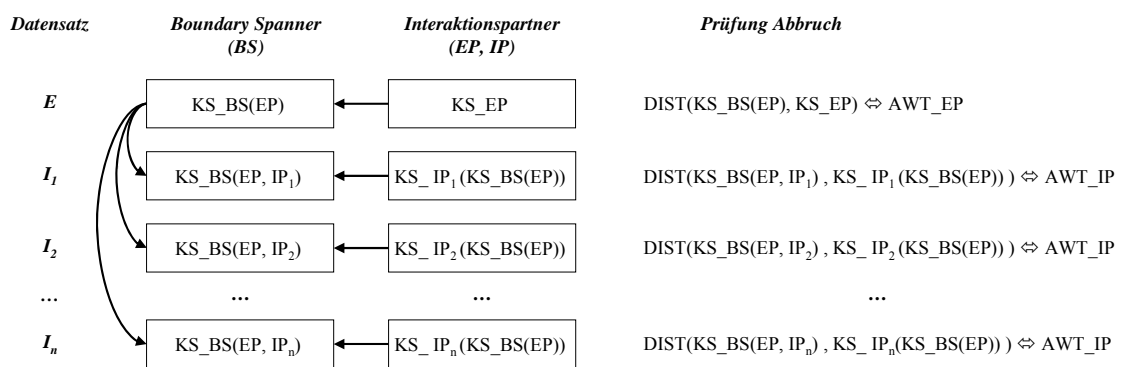 Datensatz Boundary Spanner (BS) Interaktionspartner (EP, IP) Prüfung Abbruch
E KS_BS(EP) KS_EP DIST(KS_BS(EP), KS_EP) ⇔ AWT_EP
I₁ KS_BS(EP, IP₁) KS_ IP₁ (KS_BS(EP)) DIST(KS_BS(EP, IP₁) , KS_ IP₁ (KS_BS(EP)) ) ⇔ AWT_IP
I₂ KS_BS(EP, IP₂) KS_ IP₂ (KS_BS(EP)) DIST(KS_BS(EP, IP₂) , KS_ IP₂ (KS_BS(EP)) ) ⇔ AWT_IP
... ... ... ...
Iₙ KS_BS(EP, IPₙ) KS_ IPₙ (KS_BS(EP)) DIST(KS_BS(EP, IPₙ) , KS_ IPₙ(KS_BS(EP)) ) ⇔ AWT_IP